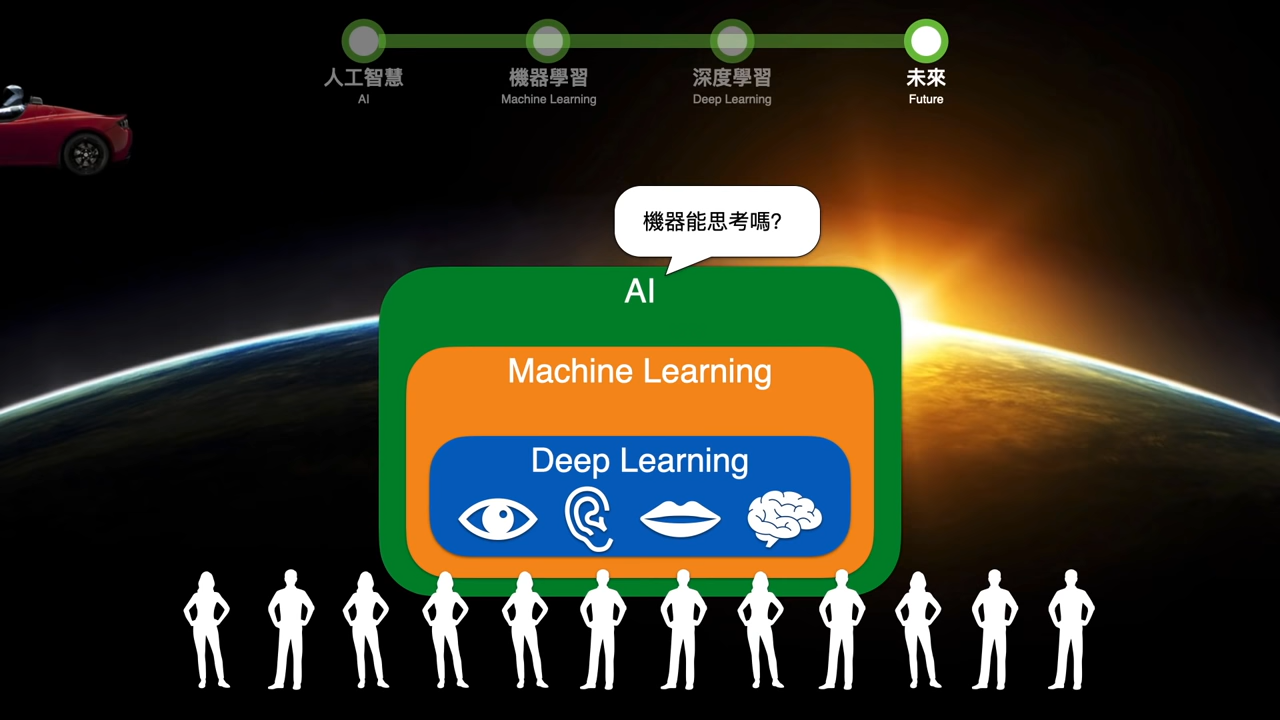 人工智慧
AI
機器學習
Machine Learning
深度學習
Deep Learning
未來
Future
機器能思考嗎?
AI
Machine Learning
Deep Learning